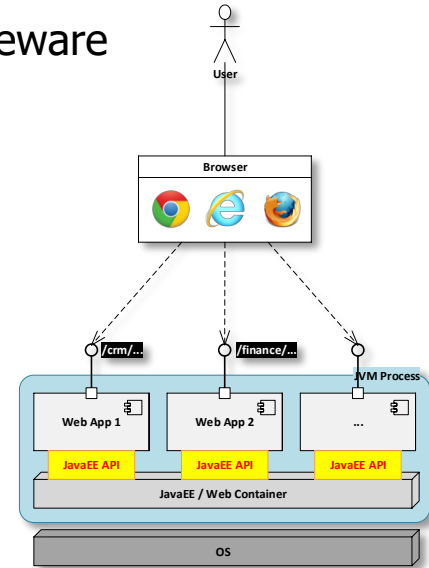 eware
User
Browser
/crm/...
/finance/...
JVM Process
Web App 1
Web App 2
...
JavaEE API
JavaEE API
JavaEE API
JavaEE / Web Container
OS